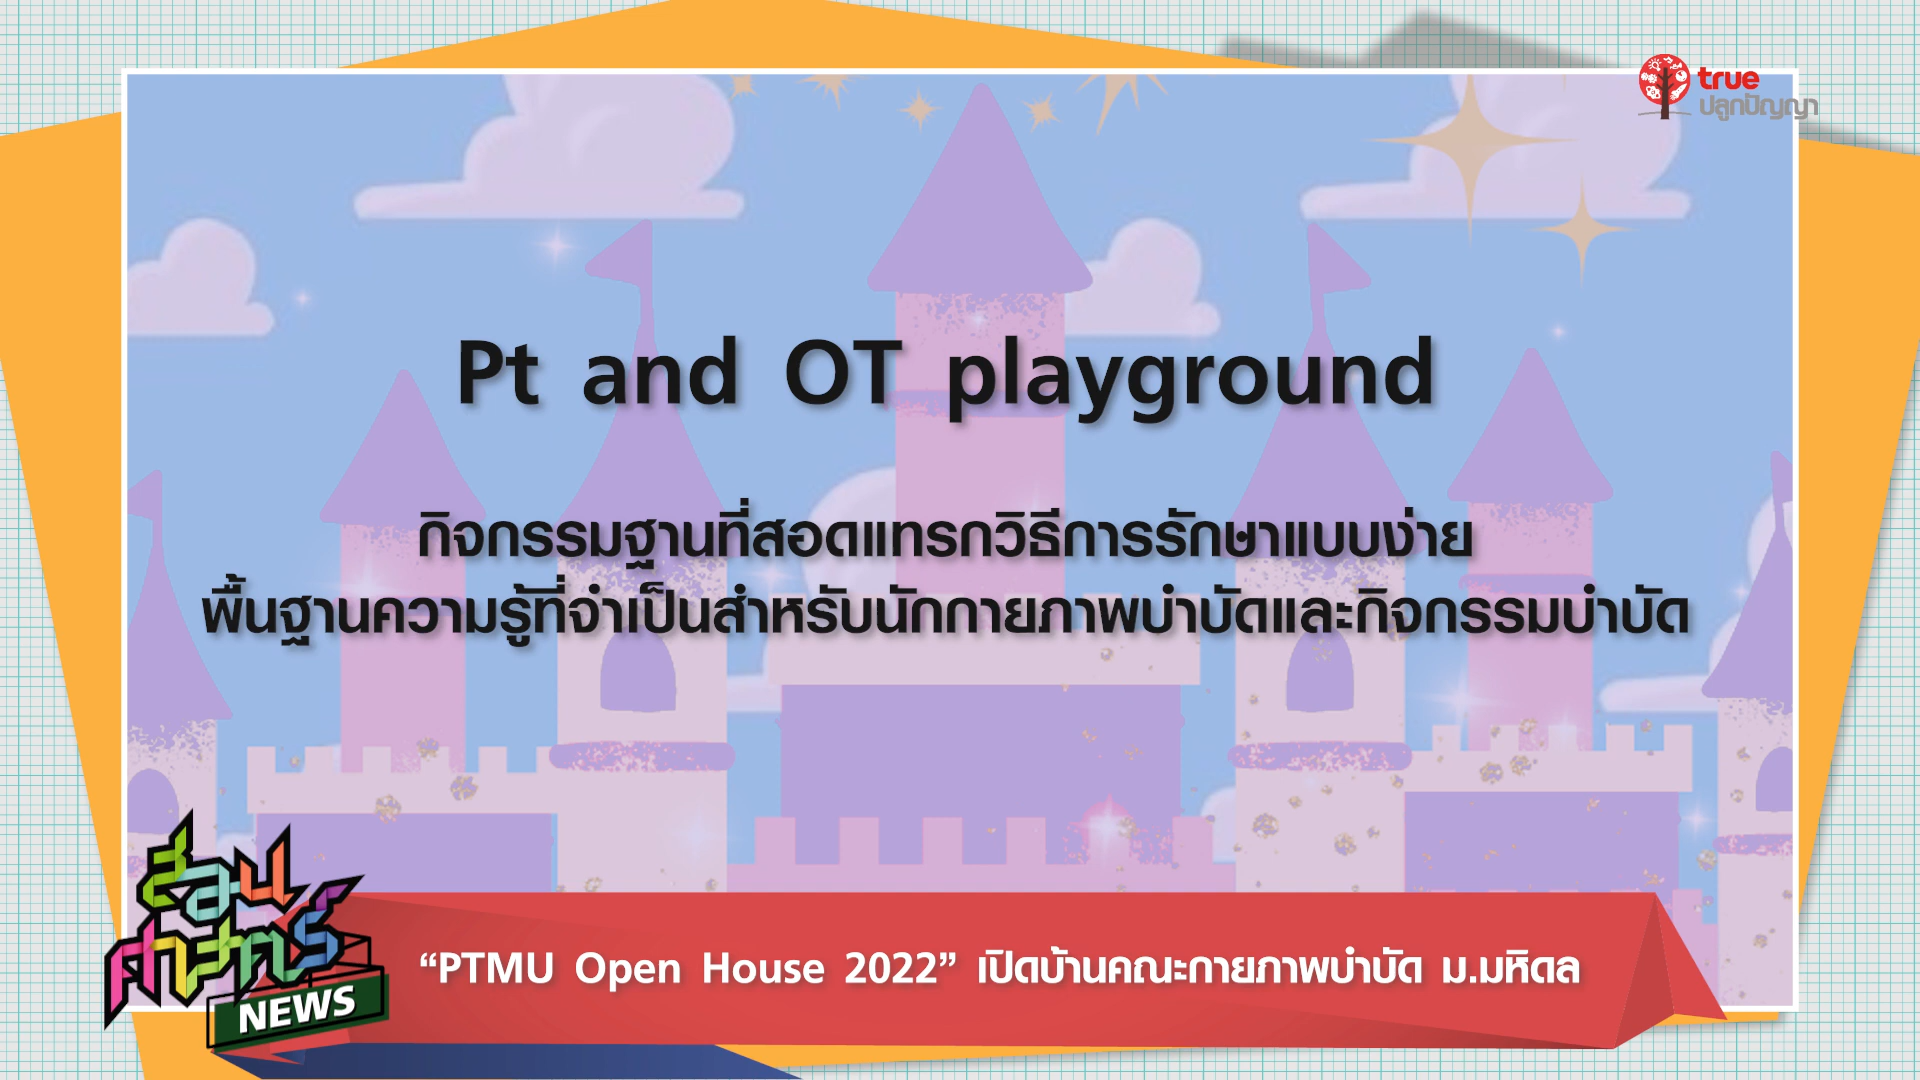 true
ปลูกปัญญา
Pt and OT playground
กิจกรรมฐานที่สอดแทรกวิธีการรักษาแบบง่าย
พื้นฐานความรู้ที่จำเป็นสำหรับนักกายภาพบำบัดและกิจกรรมบำบัด
ส่อง
ศาสตร์
NEWS
“PTMU Open House 2022” เปิดบ้านคณะกายภาพบำบัด ม.มหิดล